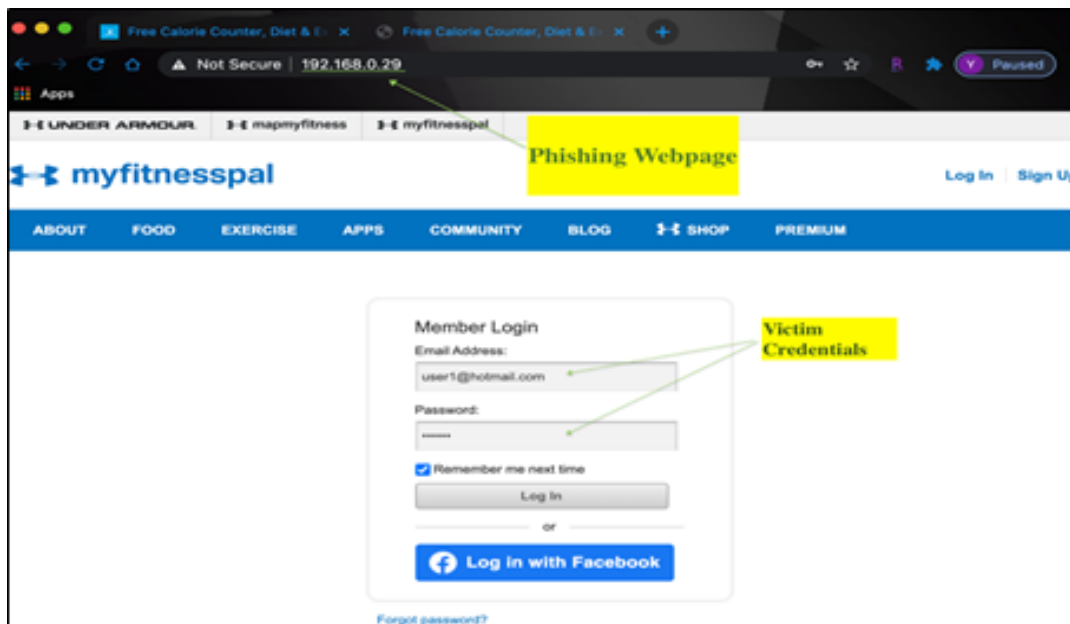 Free Calorie Counter, Diet & E
Free Calorie Counter, Diet & E
Not Secure | 192.168.0.29
Y Paused
Apps
UNDER ARMOUR
mapmyfitness
myfitnesspal
Phishing Webpage
myfitnesspal
Log In
Sign U
ABOUT
FOOD
EXERCISE
APPS
COMMUNITY
BLOG
SHOP
PREMIUM
Member Login
Victim
Credentials
Email Address:
user1@hotmail.com
Password:
Remember me next time
Log In
or
Log in with Facebook
Forgot password?